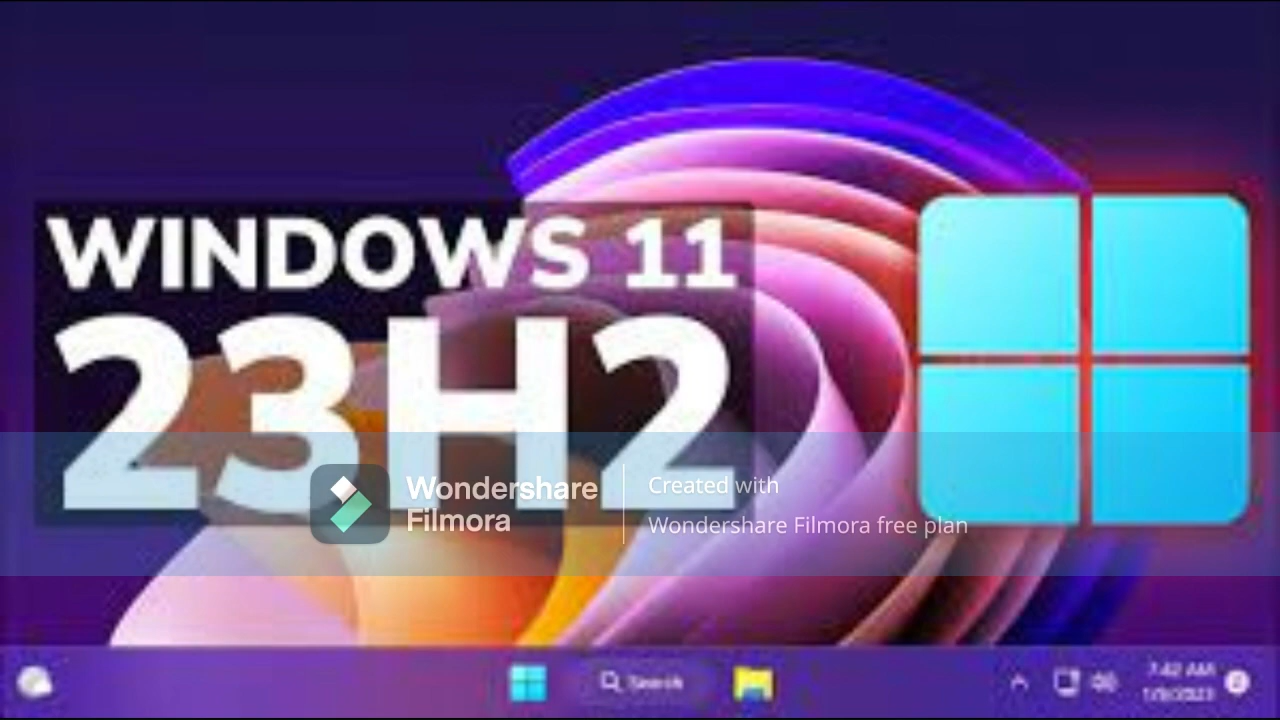 WINDOWS 11
23H2
Wondershare
Filmora
Created with
Wondershare Filmora free plan
Search
7:42 AM